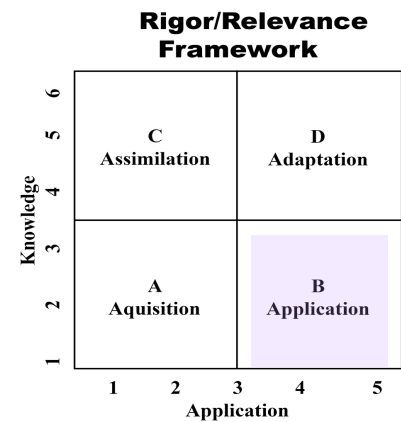 Rigor/Relevance
Framework
6
5
4
3
2
1
Knowledge
C
Assimilation
D
Adaptation
A
Aquisition
B
Application
1 2 3 4 5
Application